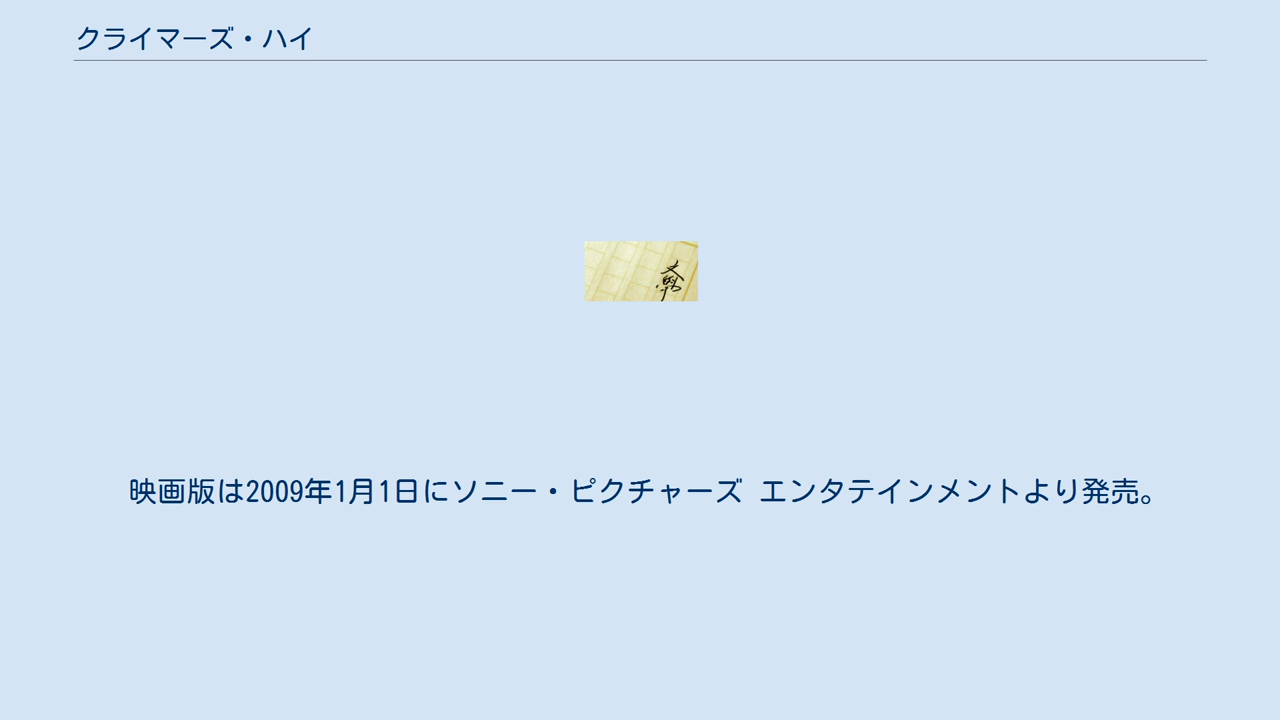 クライマーズ・ハイ
映画版は2009年1月1日にソニー・ピクチャーズ エンタテインメントより発売。